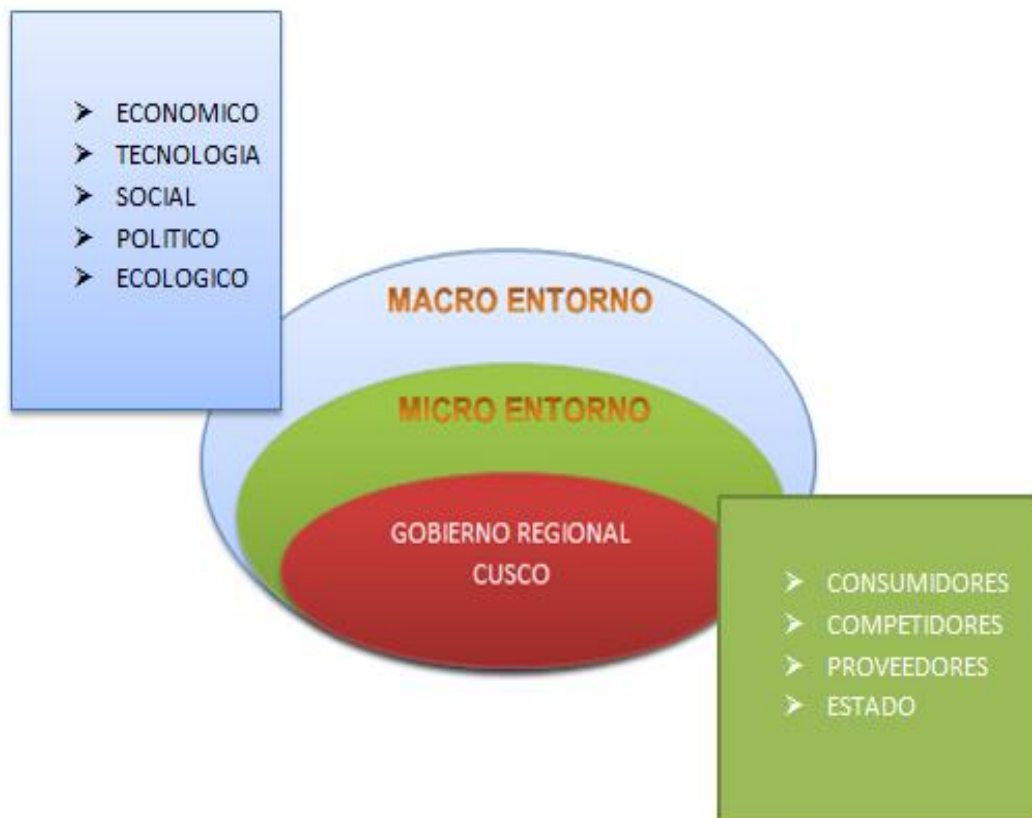 ➢ ECONOMICO
➢ TECNOLOGIA
➢ SOCIAL
➢ POLITICO
➢ ECOLOGICO
MACRO ENTORNO
MICRO ENTORNO
GOBIERNO REGIONAL
CUSCO
➢ CONSUMIDORES
➢ COMPETIDORES
➢ PROVEEDORES
➢ ESTADO